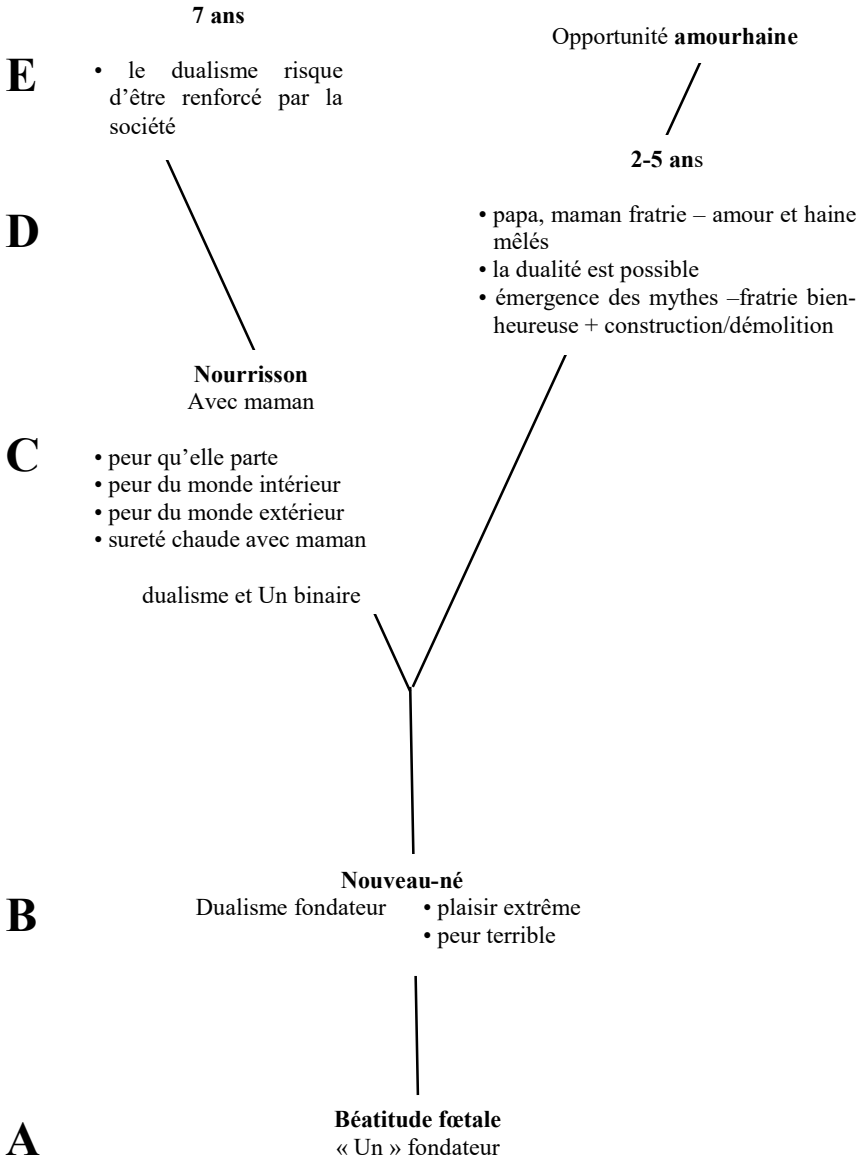 7 ans
Opportunité amourhaine
E
• le dualisme risque
d’être renforcé par la
société
2-5 ans
D
• papa, maman fratrie – amour et haine
mêlés
• la dualité est possible
• émergence des mythes –fratrie bien-
heureuse + construction/démolition
Nourrisson
Avec maman
C
• peur qu’elle parte
• peur du monde intérieur
• peur du monde extérieur
• sureté chaude avec maman
dualisme et Un binaire
Nouveau-né
B
Dualisme fondateur • plaisir extrême
• peur terrible
Béatitude fœtale
A
« Un » fondateur